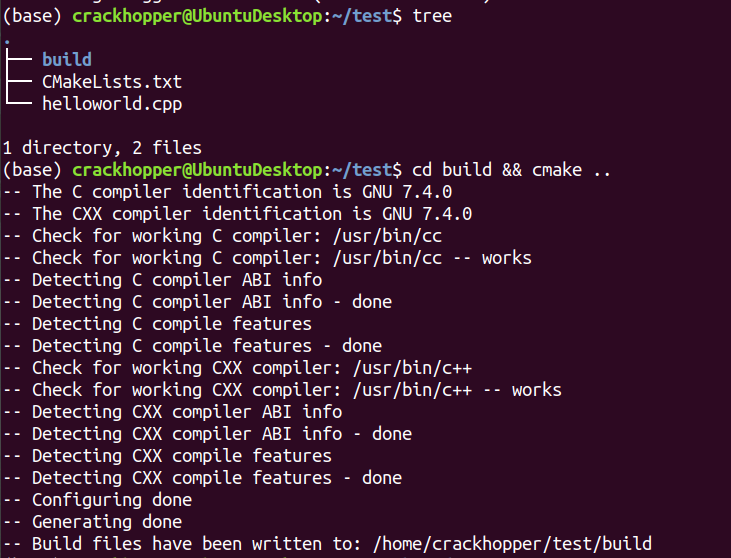 (base) crackhopper@UbuntuDesktop:~/test$ tree
.
├── build
├── CMakeLists.txt
└── helloworld.cpp
1 directory, 2 files
(base) crackhopper@UbuntuDesktop:~/test$ cd build && cmake ..
-- The C compiler identification is GNU 7.4.0
-- The CXX compiler identification is GNU 7.4.0
-- Check for working C compiler: /usr/bin/cc
-- Check for working C compiler: /usr/bin/cc -- works
-- Detecting C compiler ABI info
-- Detecting C compiler ABI info - done
-- Detecting C compile features
-- Detecting C compile features - done
-- Check for working CXX compiler: /usr/bin/c++
-- Check for working CXX compiler: /usr/bin/c++ -- works
-- Detecting CXX compiler ABI info
-- Detecting CXX compiler ABI info - done
-- Detecting CXX compile features
-- Detecting CXX compile features - done
-- Configuring done
-- Generating done
-- Build files have been written to: /home/crackhopper/test/build